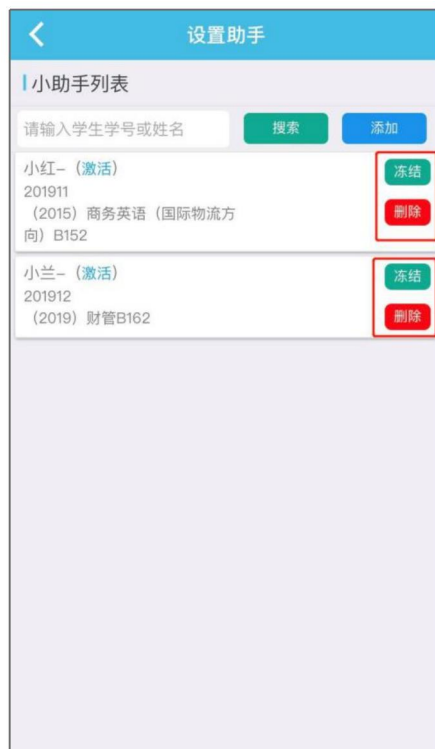 设置助手
小助手列表
请输入学生学号或姓名 搜索 添加
小红-（激活） 冻结
201911
（2015）商务英语（国际物流方 删除
向）B152
小兰-（激活） 冻结
201912
（2019）财管B162 删除